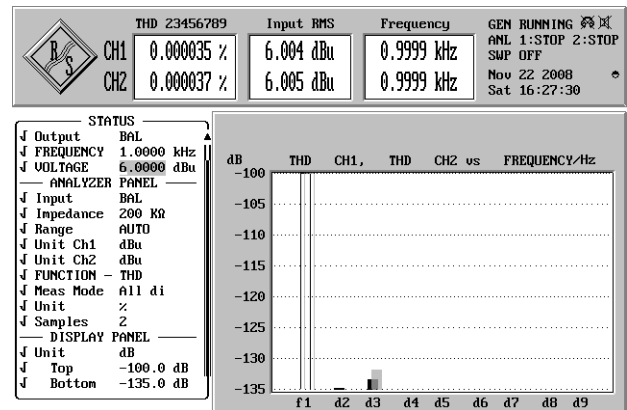 THD 23456789 Input RMS Frequency
R S
CH1 0.000035 % 6.004 dBu 0.9999 kHz
CH2 0.000037 % 6.005 dBu 0.9999 kHz
GEN RUNNING
ANL 1:STOP 2:STOP
SWP OFF
Nov 22 2008
Sat 16:27:30
STATUS
Output BAL
FREQUENCY 1.0000 kHz
VOLTAGE 6.0000 dBu
ANALYZER PANEL
Input BAL
Impedance 200 KΩ
Range AUTO
Unit Ch1 dBu
Unit Ch2 dBu
FUNCTION - THD
Meas Mode All di
Unit %
Samples 2
DISPLAY PANEL
Unit dB
Top -100.0 dB
Bottom -135.0 dB
dB THD CH1, THD CH2 vs FREQUENCY/Hz
-100
-105
-110
-115
-120
-125
-130
-135
f1 d2 d3 d4 d5 d6 d7 d8 d9